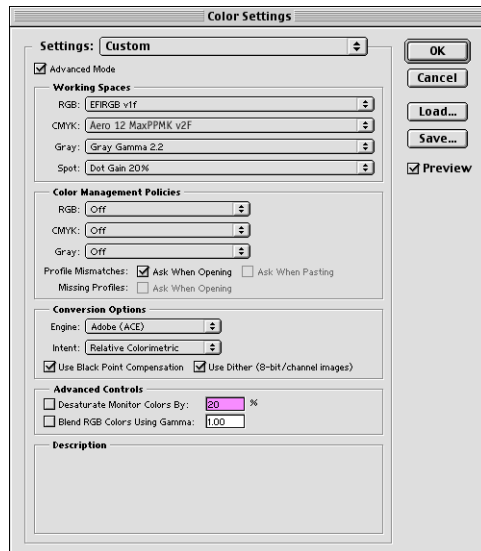 Color Settings
Settings: Custom
Advanced Mode
Working Spaces
RGB: EFIRGB v1f
CMYK: Aero 12 MaxPPMK v2F
Gray: Gray Gamma 2.2
Spot: Dot Gain 20%
Color Management Policies
RGB: Off
CMYK: Off
Gray: Off
Profile Mismatches: Ask When Opening Ask When Pasting
Missing Profiles: Ask When Opening
Conversion Options
Engine: Adobe (ACE)
Intent: Relative Colorimetric
Use Black Point Compensation Use Dither (8-bit/channel images)
Advanced Controls
Desaturate Monitor Colors By: 20 %
Blend RGB Colors Using Gamma: 1.00
Description
OK
Cancel
Load...
Save...
Preview